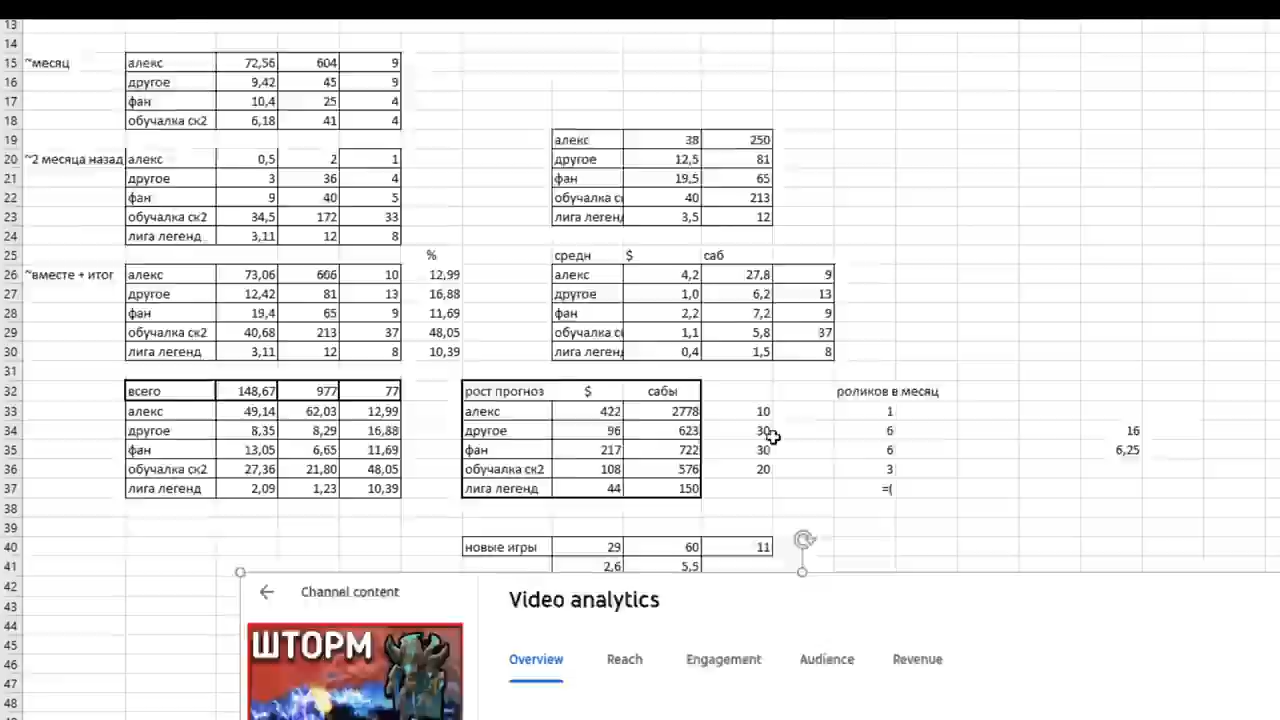 13
14
15 ~месяц алекс 72,56 604 9
16 другое 9,42 45 9
17 фан 10,4 25 4
18 обучалка ск2 6,18 41 4
19 алекс 38 250
20 ~2 месяца назад алекс 0,5 2 1 другое 12,5 81
21 другое 3 36 4 фан 19,5 65
22 фан 9 40 5 обучалка ск 40 213
23 обучалка ск2 34,5 172 33 лига леген 3,5 12
24 лига легенд 3,11 12 8
25 % средн $ саб
26 ~вместе + итог алекс 73,06 606 10 12,99 алекс 4,2 27,8 9
27 другое 12,42 81 13 16,88 другое 1,0 6,2 13
28 фан 19,4 65 9 11,69 фан 2,2 7,2 9
29 обучалка ск2 40,68 213 37 48,05 обучалка ск 1,1 5,8 37
30 лига легенд 3,11 12 8 10,39 лига леген 0,4 1,5 8
31
32 всего 148,67 977 77 рост прогноз $ сабы роликов в месяц
33 алекс 49,14 62,03 12,99 алекс 422 2778 10 1
34 другое 8,35 8,29 16,88 другое 96 623 30 6 16
35 фан 13,05 6,65 11,69 фан 217 722 30 6 6,25
36 обучалка ск2 27,36 21,80 48,05 обучалка ск2 108 576 20 3
37 лига легенд 2,09 1,23 10,39 лига легенд 44 150 =(
38
39
40 новые игры 29 60 11
41 2,6 5,5
42
43
44
45
46
47
48
Channel content
Video analytics
ШТОРМ
Overview Reach Engagement Audience Revenue